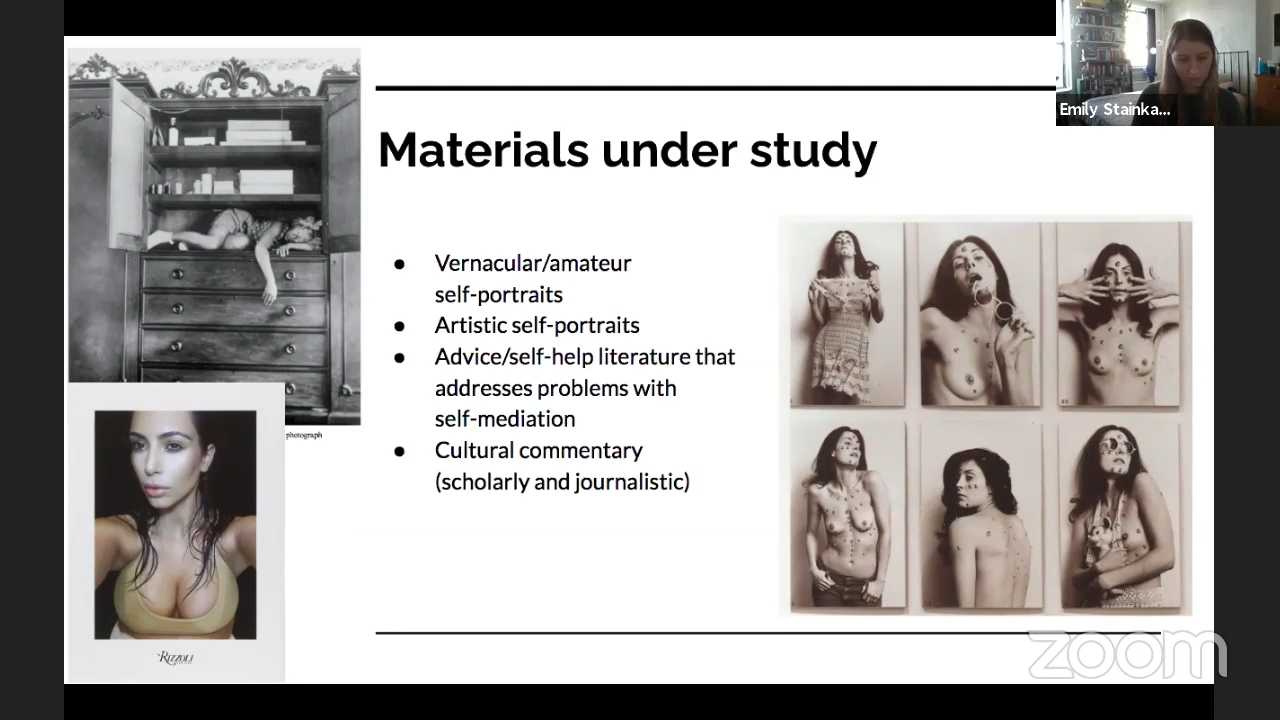 Emily Stainka...
Materials under study
● Vernacular/amateur
self-portraits
● Artistic self-portraits
● Advice/self-help literature that
addresses problems with
self-mediation
● Cultural commentary
(scholarly and journalistic)
photograph
RIZZOLI
zoom